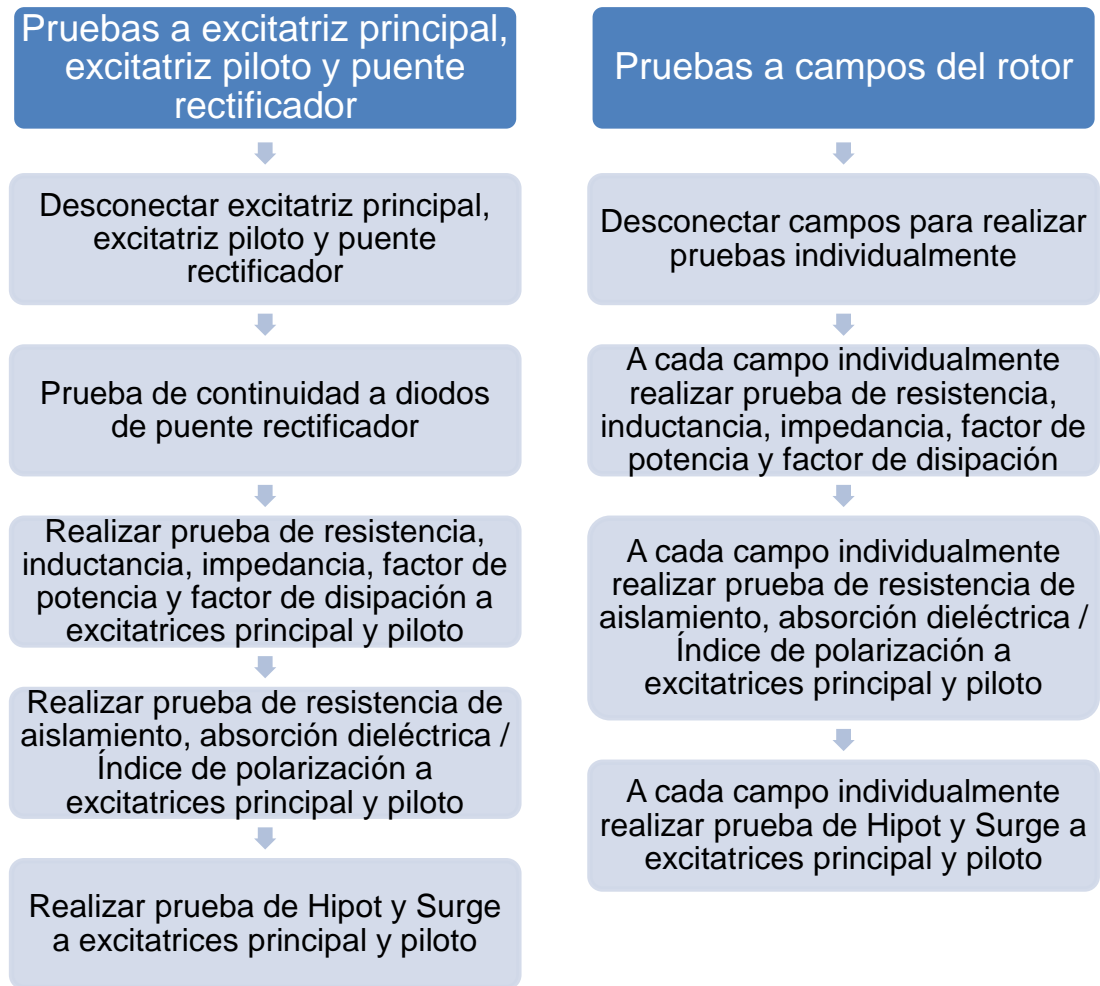 Pruebas a excitatriz principal,
excitatriz piloto y puente
rectificador
Desconectar excitatriz principal,
excitatriz piloto y puente
rectificador
Prueba de continuidad a diodos
de puente rectificador
Realizar prueba de resistencia,
inductancia, impedancia, factor de
potencia y factor de disipación a
excitatrices principal y piloto
Realizar prueba de resistencia de
aislamiento, absorción dieléctrica /
Índice de polarización a
excitatrices principal y piloto
Realizar prueba de Hipot y Surge
a excitatrices principal y piloto
Pruebas a campos del rotor
Desconectar campos para realizar
pruebas individualmente
A cada campo individualmente
realizar prueba de resistencia,
inductancia, impedancia, factor de
potencia y factor de disipación
A cada campo individualmente
realizar prueba de resistencia de
aislamiento, absorción dieléctrica /
Índice de polarización a
excitatrices principal y piloto
A cada campo individualmente
realizar prueba de Hipot y Surge a
excitatrices principal y piloto